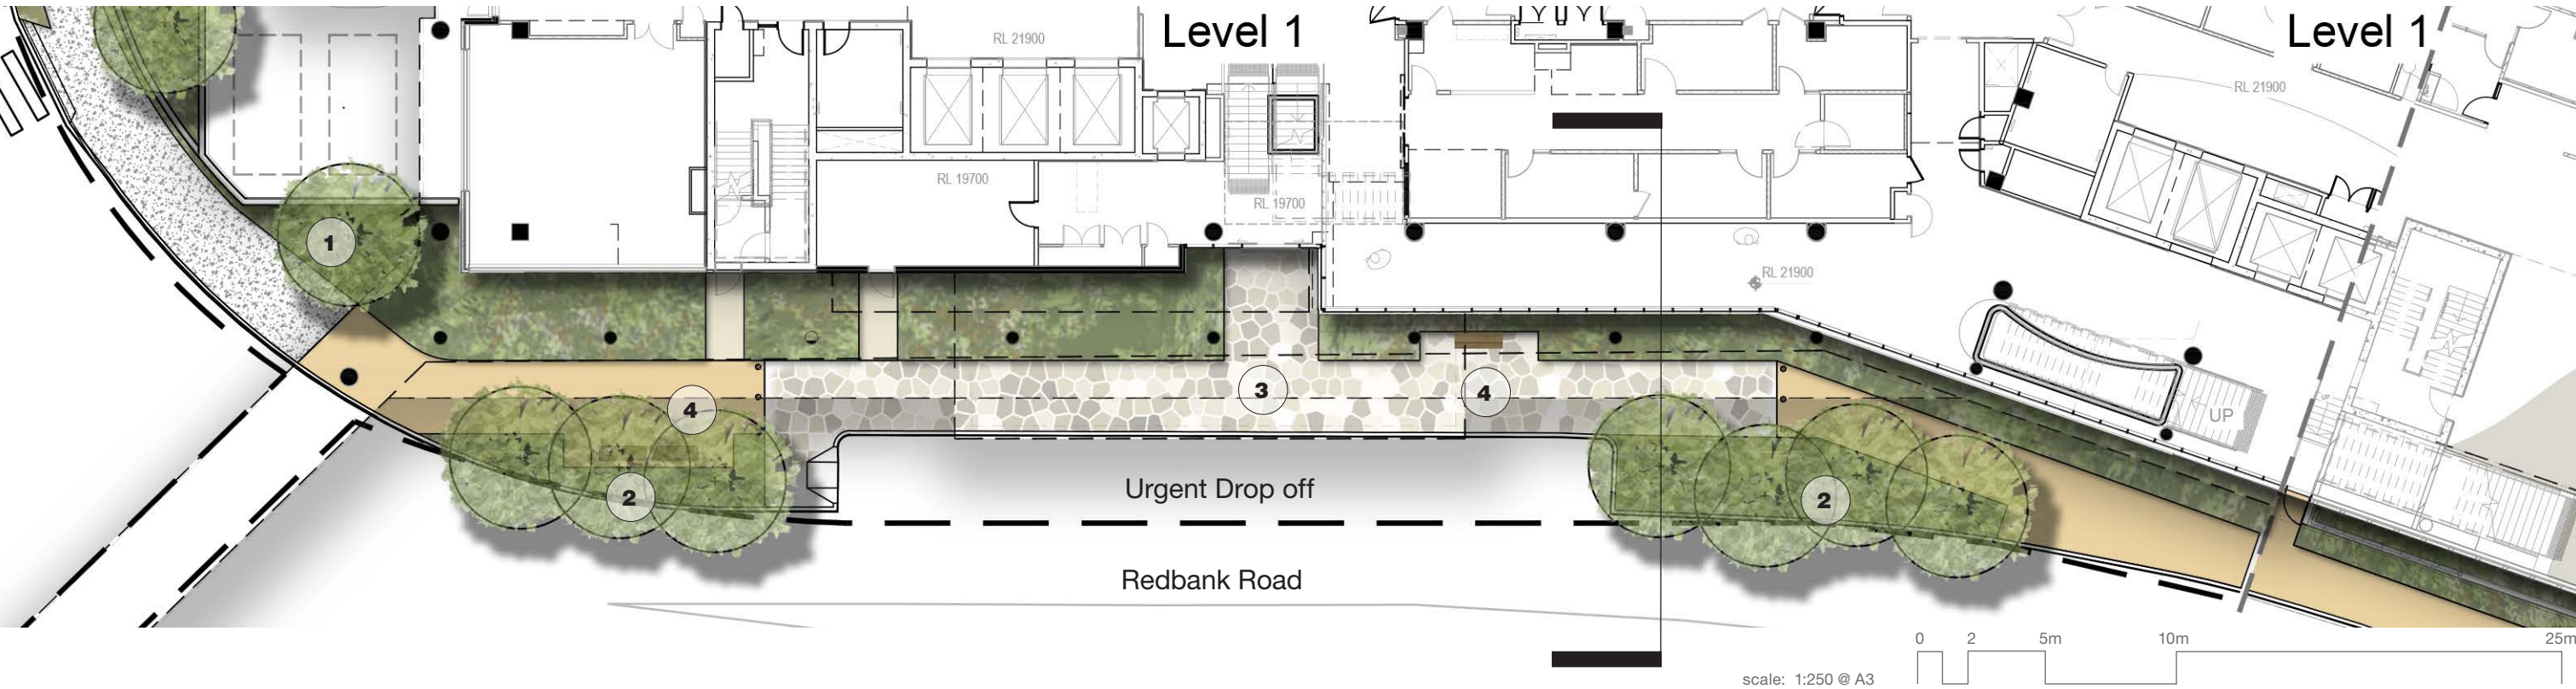 Level 1
Level 1
RL 21900
RL 21900
RL 19700
RL 19700
1
RL 21900
3
4
4
UP
Urgent Drop off
2
2
Redbank Road
0 2 5m 10m 25m
scale: 1:250 @ A3